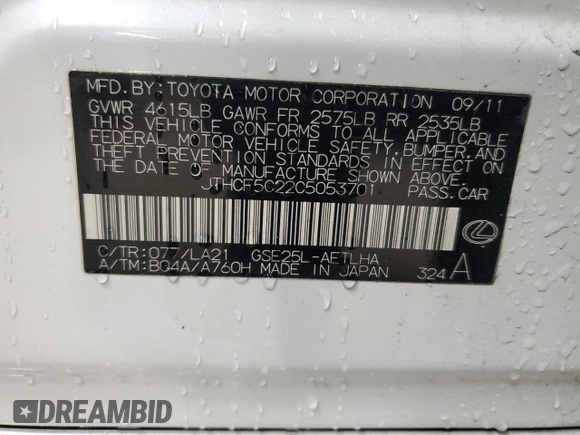 MFD. BY: TOYOTA MOTOR CORPORATION 09/11
GVWR 4615LB GAWR FR 2575LB RR 2535LB
THIS VEHICLE CONFORMS TO ALL APPLICABLE
FEDERAL MOTOR VEHICLE SAFETY, BUMPER, AND
THEFT PREVENTION STANDARDS IN EFFECT ON
THE DATE OF MANUFACTURE SHOWN ABOVE.
JTHCF5C22C5053701 PASS. CAR
C/TR: 077/LA21 GSE25L-AETLHA
A/TM: B04A/A760H MADE IN JAPAN 324 A
DREAMBID